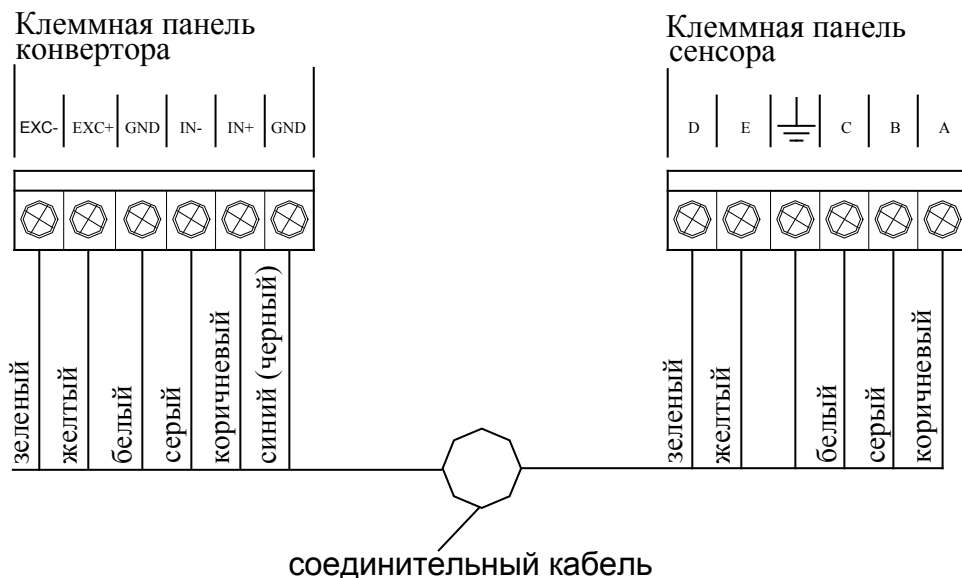 Клеммная панель
конвертора
Клеммная панель
сенсора
EXC- EXC+ GND IN- IN+ GND
D E C B A
зеленый
желтый
белый
серый
коричневый
синий (черный)
зеленый
желтый
белый
серый
коричневый
соединительный кабель